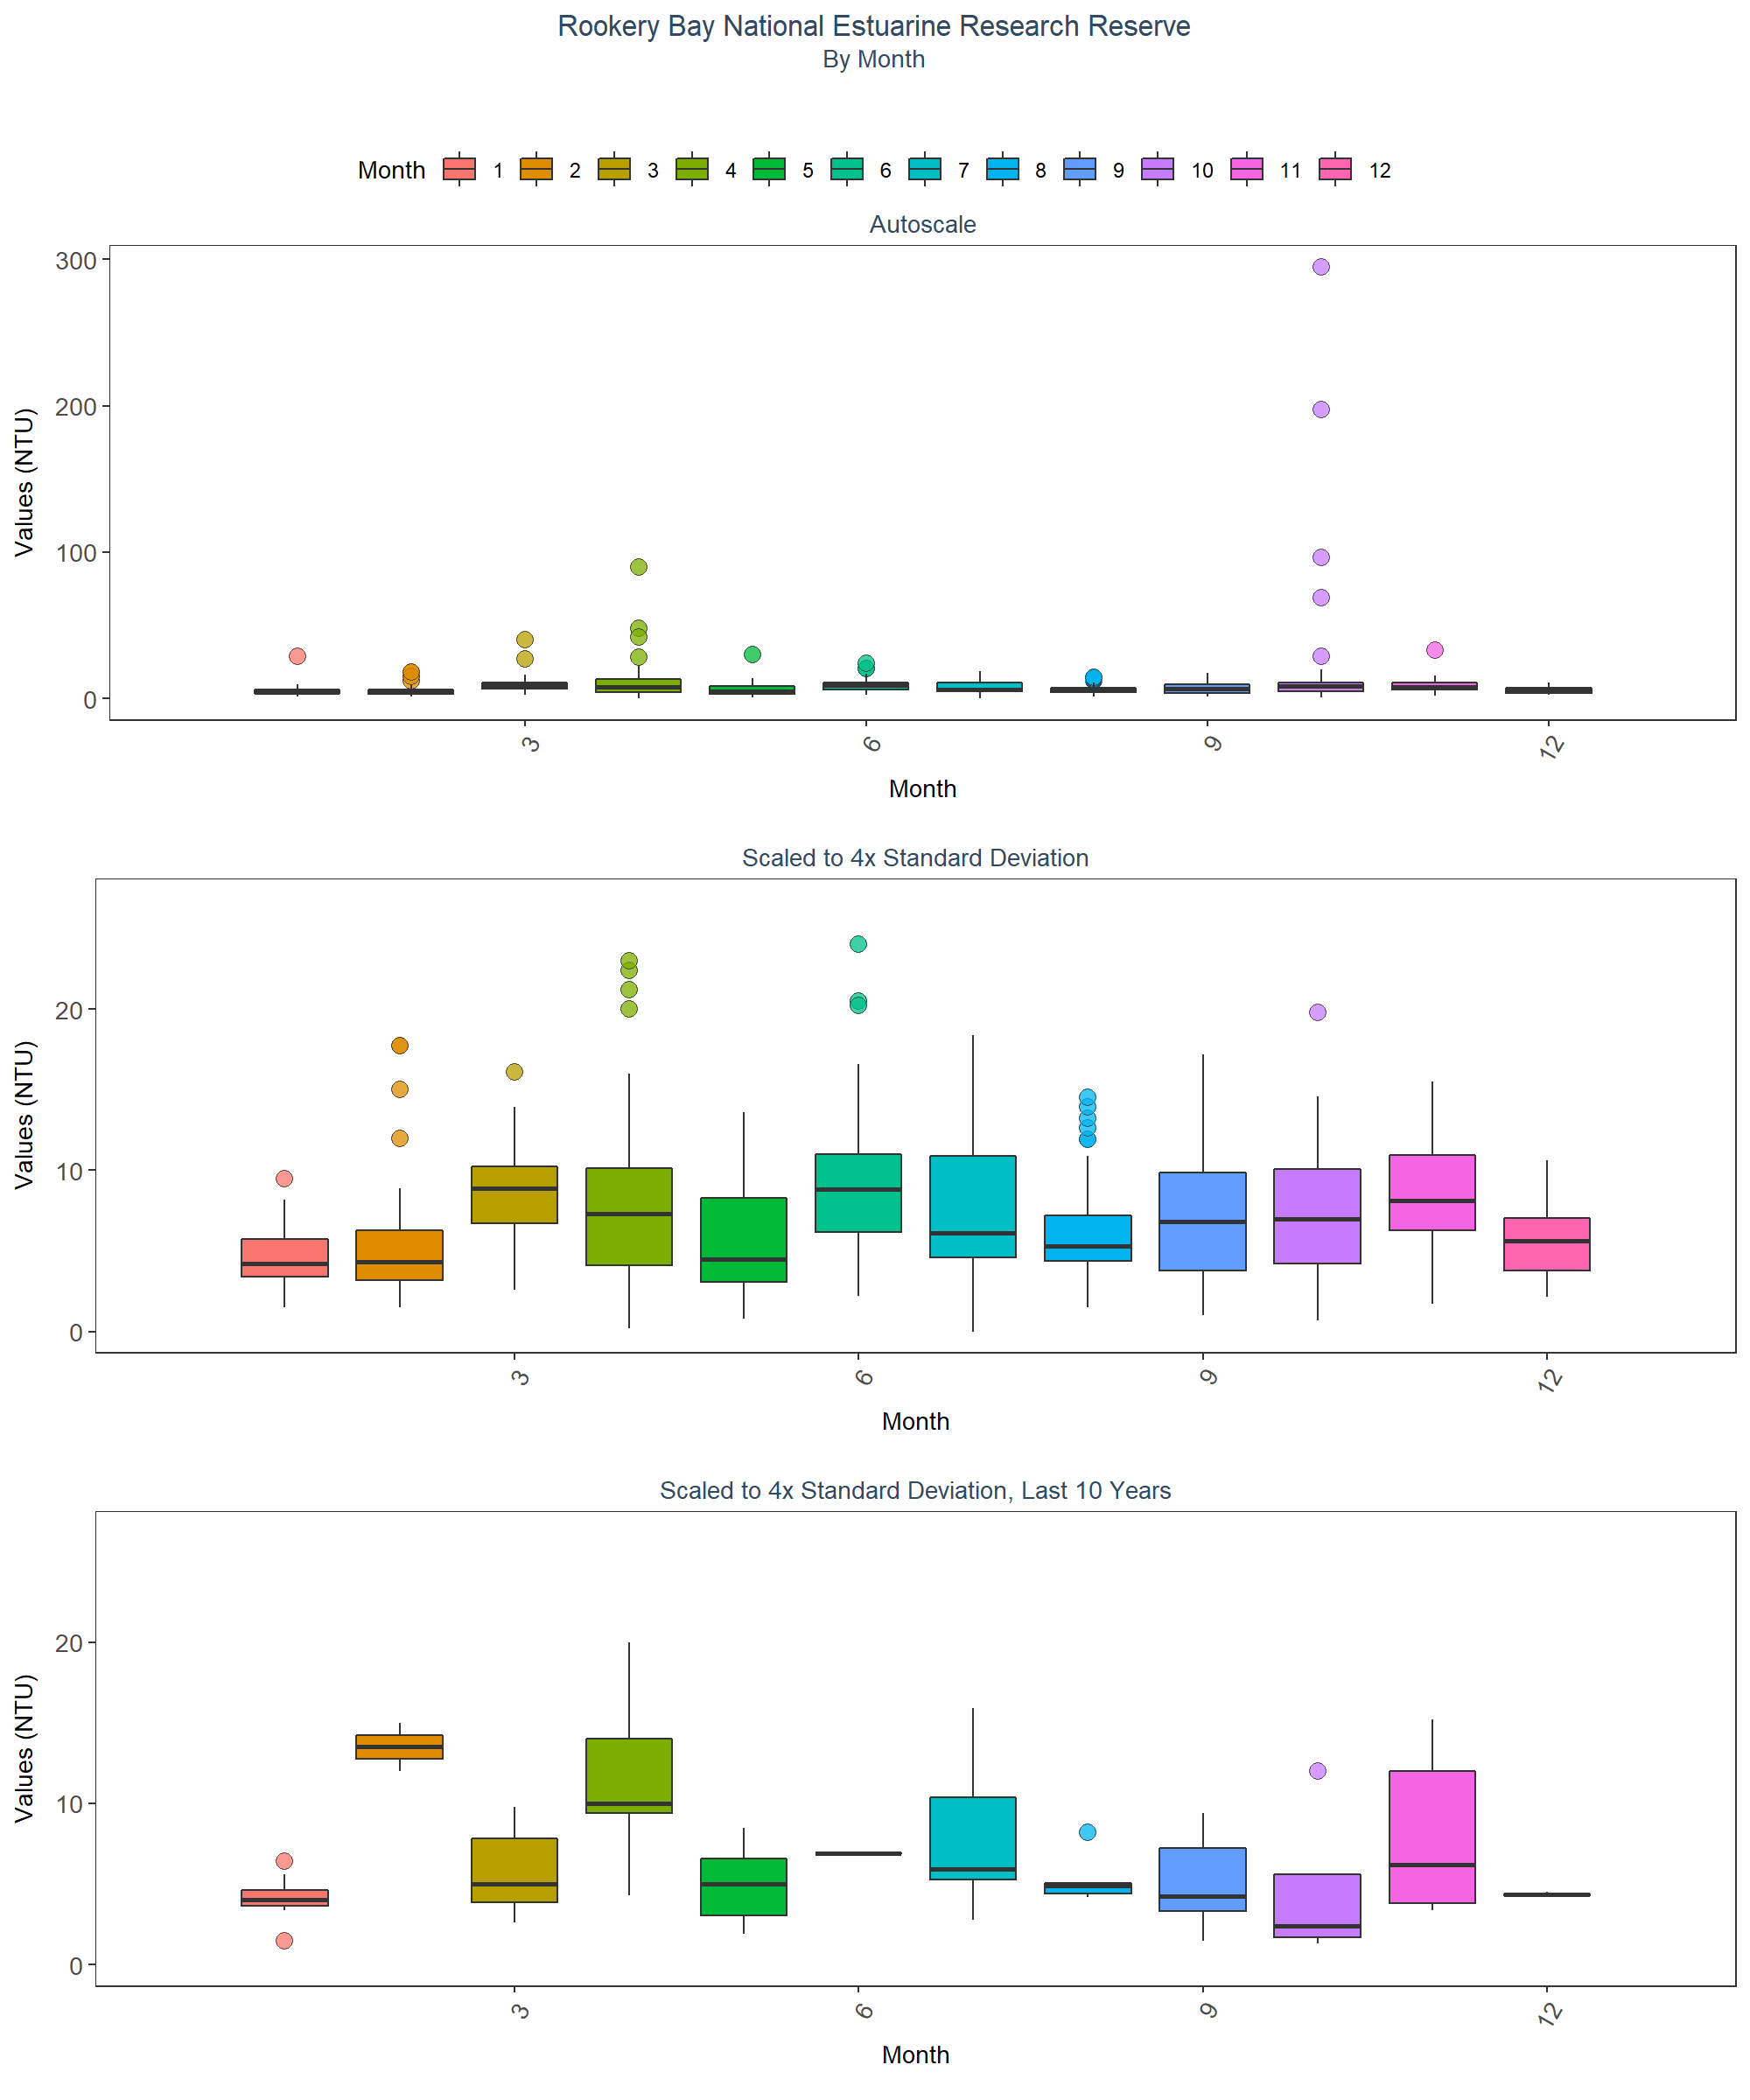 Rookery Bay National Estuarine Research Reserve
By Month
Month 1 2 3 4 5 6 7 8 9 10 11 12
Autoscale
Values (NTU)
300
200
100
0
3 6 9 12
Month
Scaled to 4x Standard Deviation
Values (NTU)
20
10
0
3 6 9 12
Month
Scaled to 4x Standard Deviation, Last 10 Years
Values (NTU)
20
10
0
3 6 9 12
Month